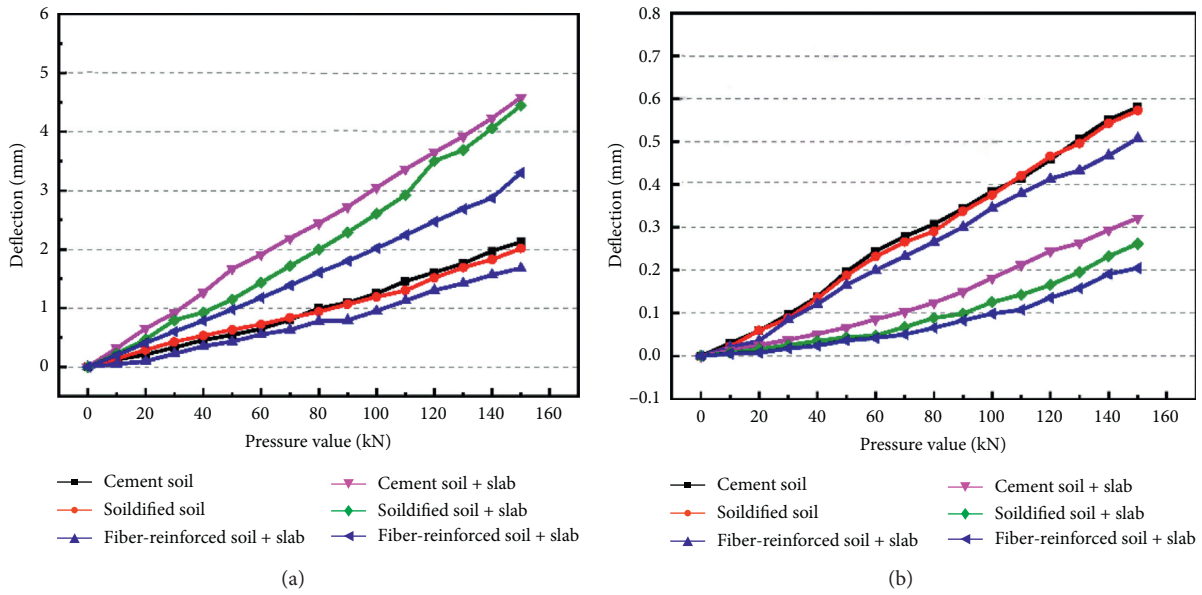 6
5
4
3
2
1
0
Deflection (mm)
0 20 40 60 80 100 120 140 160
Pressure value (kN)
Cement soil
Soildified soil
Fiber-reinforced soil + slab
Cement soil + slab
Soildified soil + slab
Fiber-reinforced soil + slab
(a)
0.8
0.7
0.6
0.5
0.4
0.3
0.2
0.1
0.0
–0.1
Deflection (mm)
0 20 40 60 80 100 120 140 160
Pressure value (kN)
Cement soil
Soildified soil
Fiber-reinforced soil + slab
Cement soil + slab
Soildified soil + slab
Fiber-reinforced soil + slab
(b)